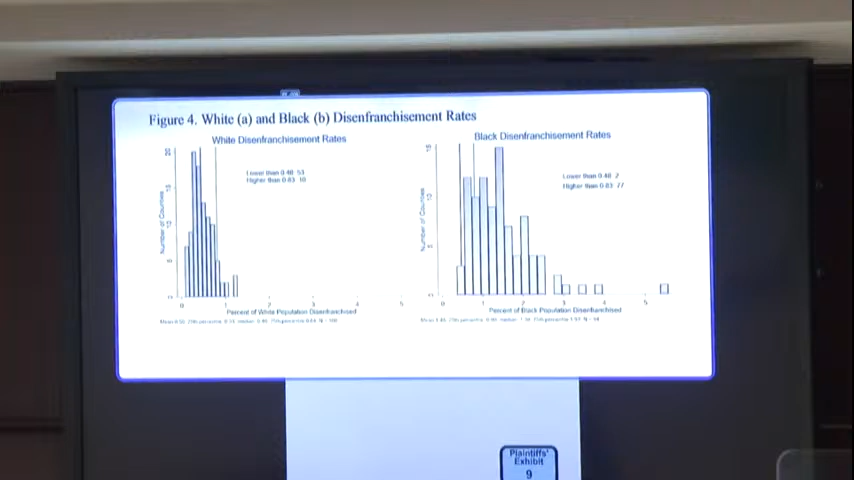 Figure 4. White (a) and Black (b) Disenfranchisement Rates
White Disenfranchisement Rates
Lower than 0.48 51
Higher than 0.83 10
Number of Counties
0 1 2 3 4 5
Percent of White Population Disenfranchised
Black Disenfranchisement Rates
Lower than 0.48 2
Higher than 0.83 77
Number of Counties
0 1 2 3 4 5
Percent of Black Population Disenfranchised
Plaintiffs'
Exhibit
9